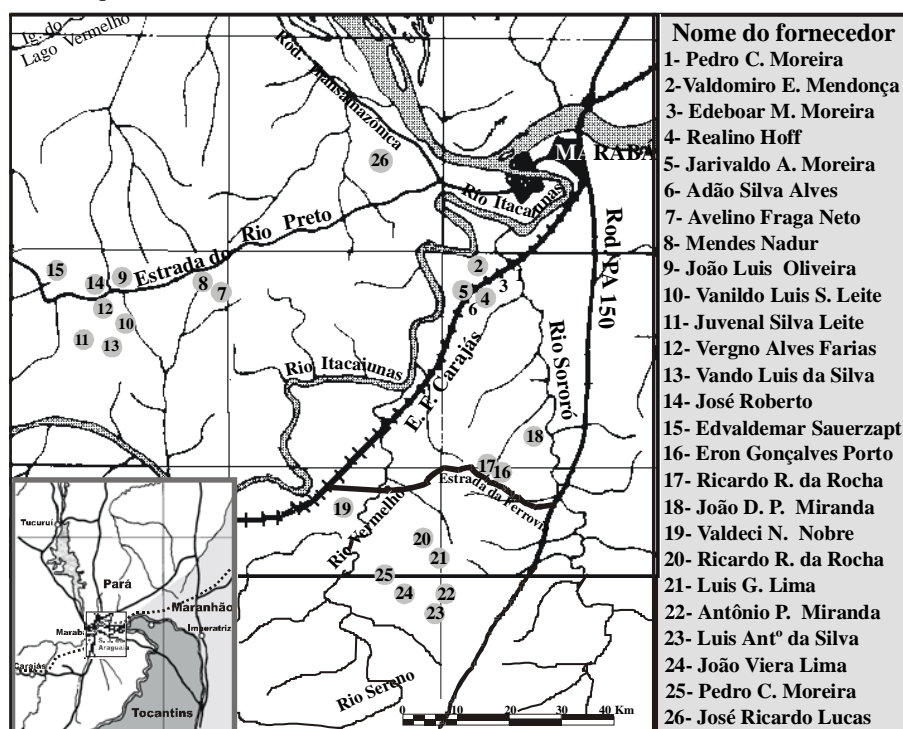 Ig. do
Lago Vermelho
Rod. Transamazônica
MARABA
26
Rio Itacaiunas
Estrada do Rio Preto
Rod. PA 150
15
14
9
8
7
2
5
4
3
6
12
10
11
13
Rio Itacaiunas
E. F. Carajás
Rio Sororó
18
17
16
Estrada da Ferrovi
19
Rio Vermelho
20
21
25
24
22
23
Rio Sereno
0 10 20 30 40 Km
Tucuruí
Pará
Maranhão
Marabá
Imperatriz
Araguaia
Carajás
Tocantins
Nome do fornecedor
1- Pedro C. Moreira
2-Valdomiro E. Mendonça
3- Edeboar M. Moreira
4- Realino Hoff
5- Jarivaldo A. Moreira
6- Adão Silva Alves
7- Avelino Fraga Neto
8- Mendes Nadur
9- João Luis Oliveira
10- Vanildo Luis S. Leite
11- Juvenal Silva Leite
12- Vergno Alves Farias
13- Vando Luis da Silva
14- José Roberto
15- Edvaldemar Sauerzapt
16- Eron Gonçalves Porto
17- Ricardo R. da Rocha
18- João D. P. Miranda
19- Valdeci N. Nobre
20- Ricardo R. da Rocha
21- Luis G. Lima
22- Antônio P. Miranda
23- Luis Antº da Silva
24- João Viera Lima
25- Pedro C. Moreira
26- José Ricardo Lucas